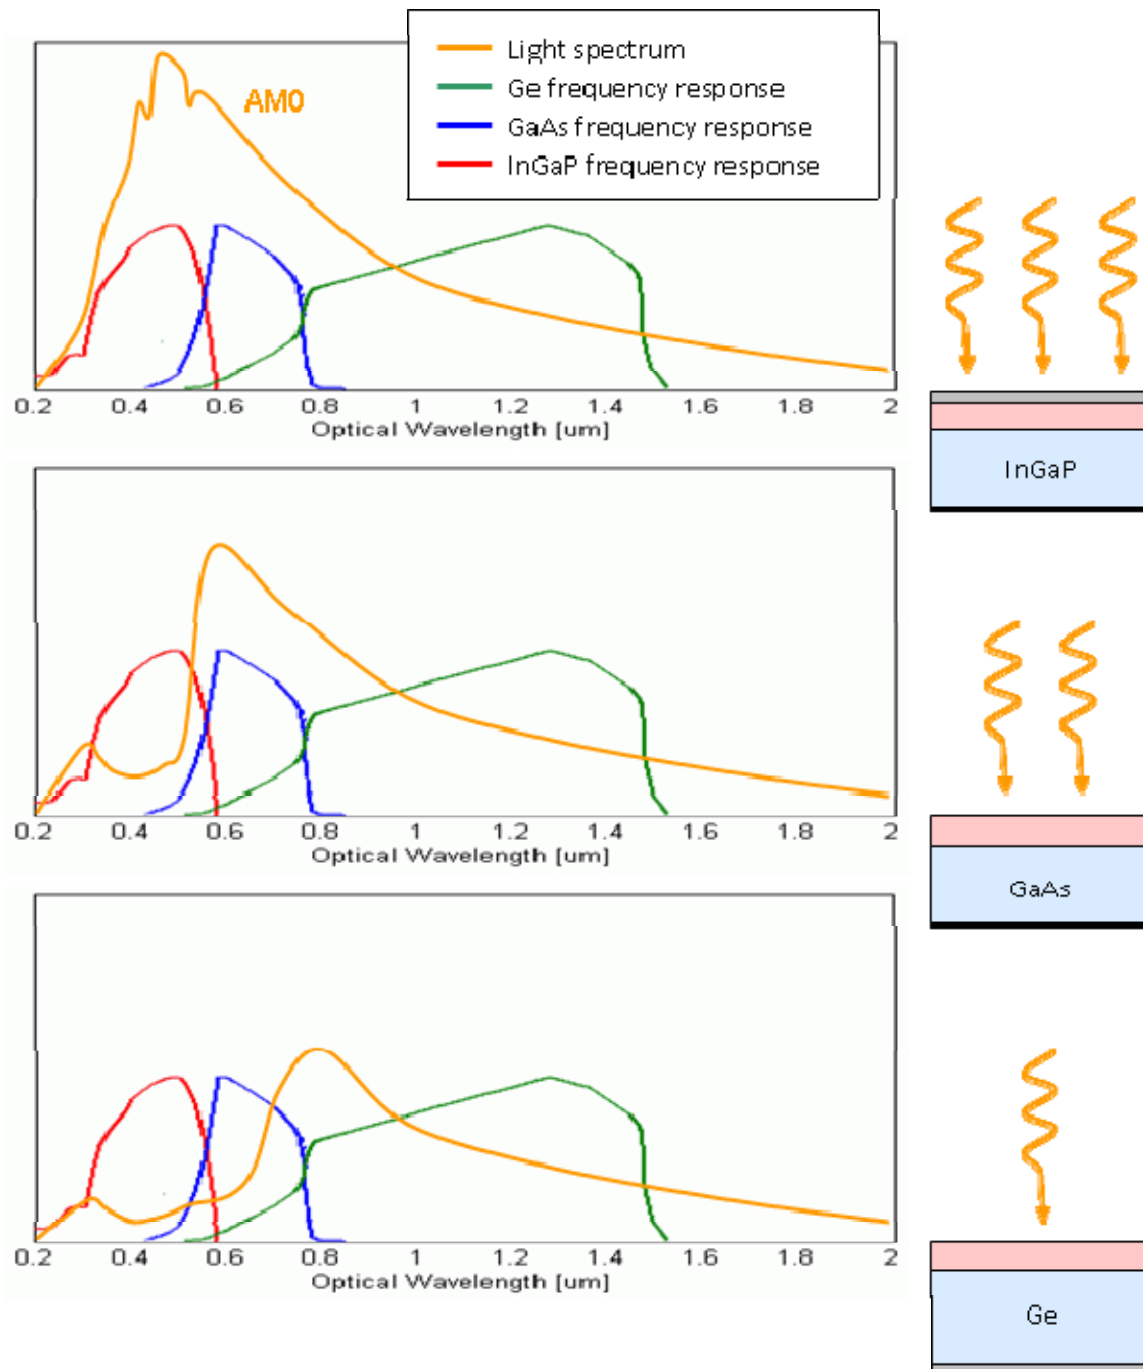 Light spectrum
Ge frequency response
GaAs frequency response
InGaP frequency response
AM0
0.2 0.4 0.6 0.8 1 1.2 1.4 1.6 1.8 2
Optical Wavelength [um]
InGaP
0.2 0.4 0.6 0.8 1 1.2 1.4 1.6 1.8 2
Optical Wavelength [um]
GaAs
0.2 0.4 0.6 0.8 1 1.2 1.4 1.6 1.8 2
Optical Wavelength [um]
Ge